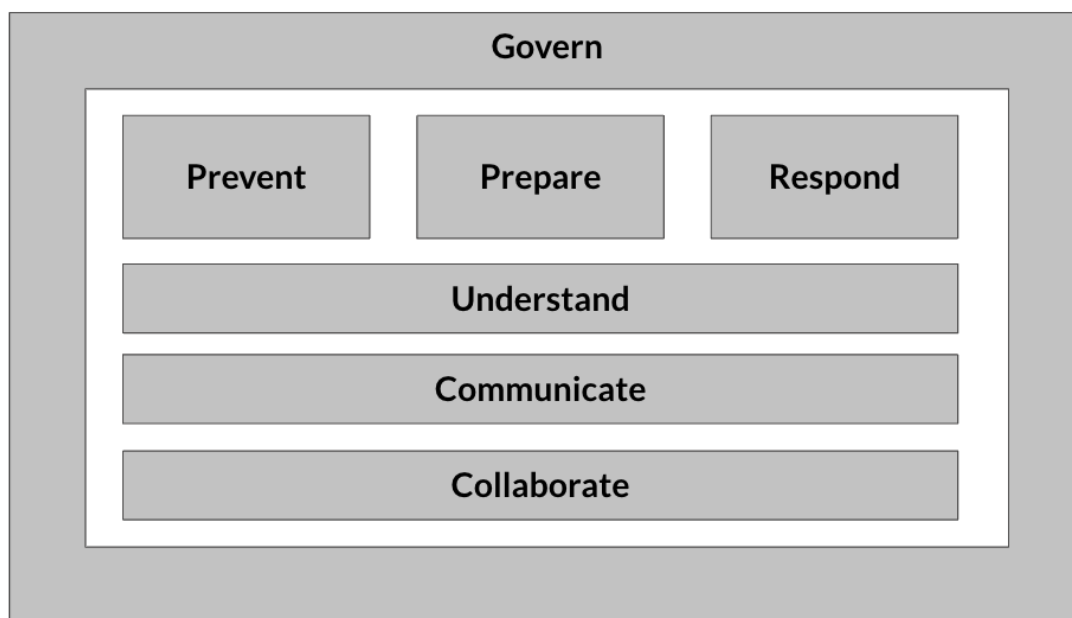 Govern
Prevent Prepare Respond
Understand
Communicate
Collaborate